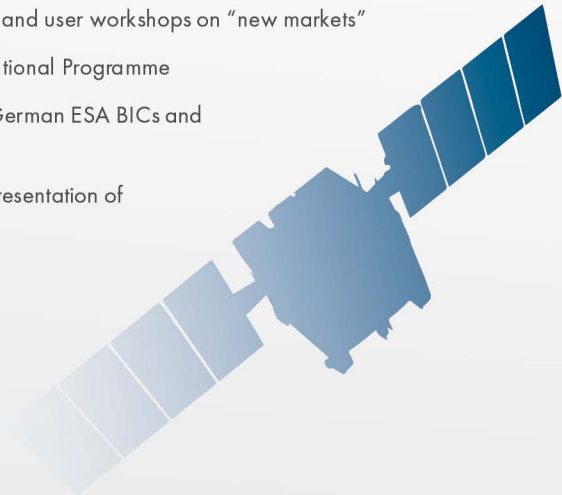 and user workshops on “new markets”
tional Programme
German ESA BICs and
resentation of